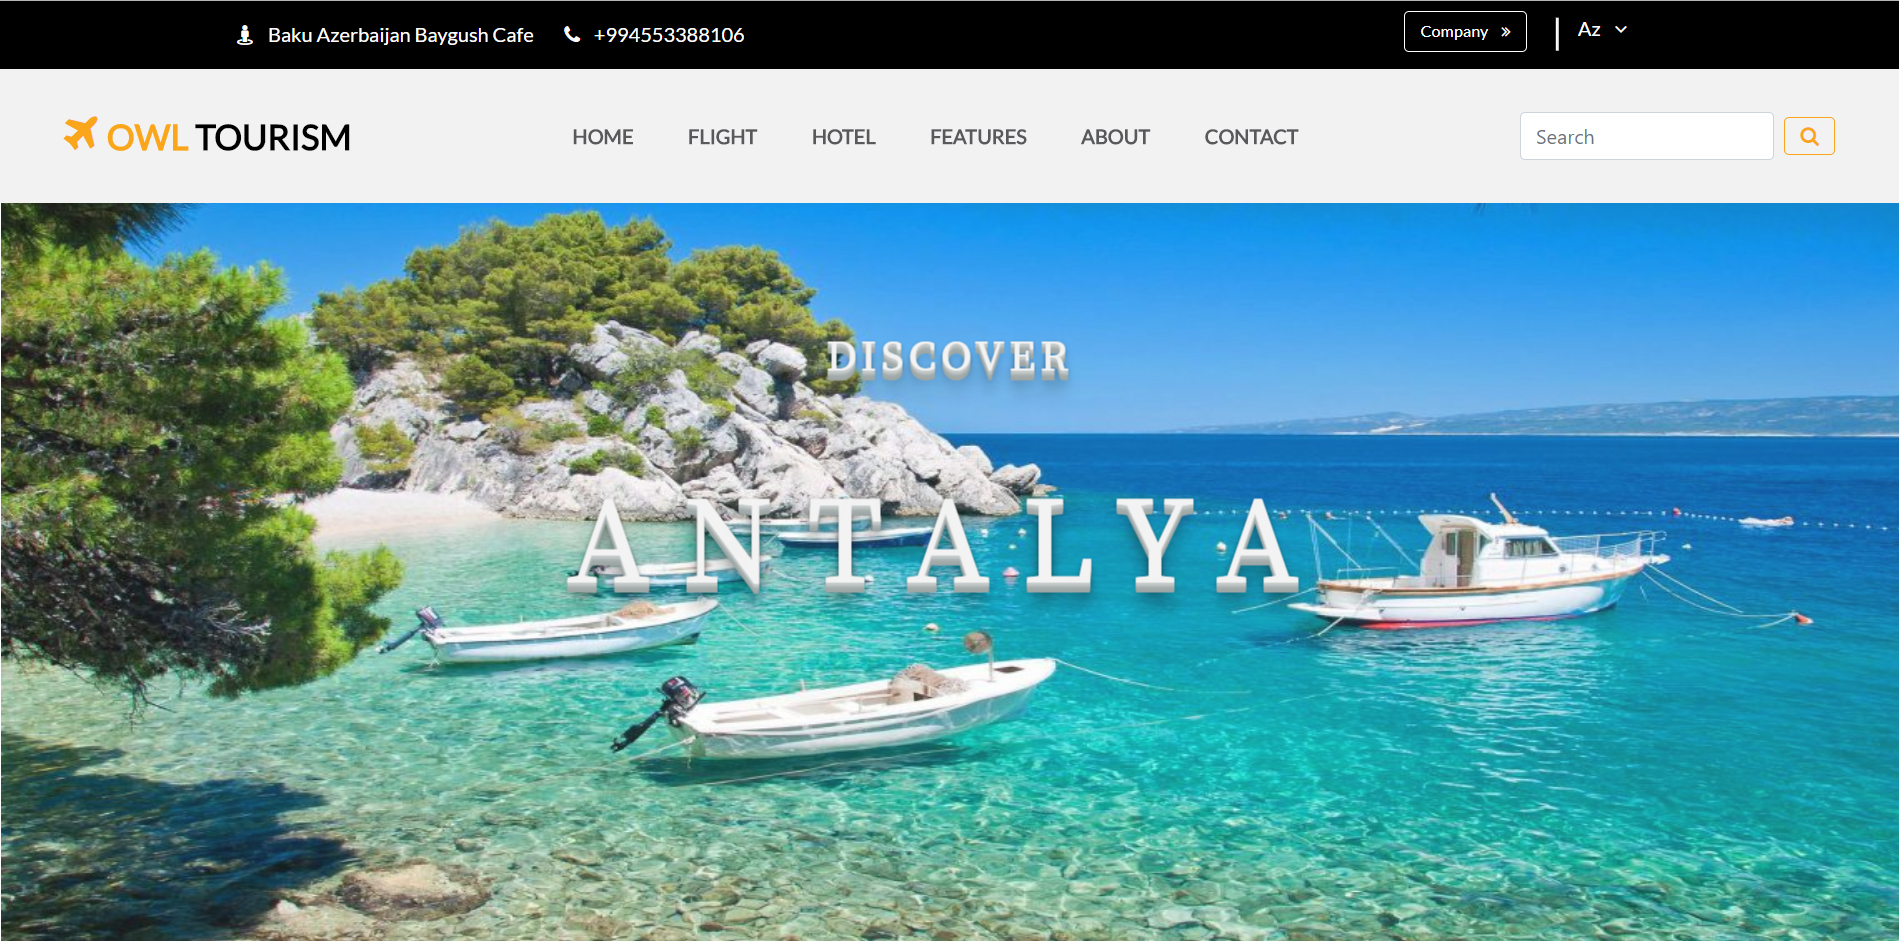 Baku Azerbaijan Baygush Cafe +994553388106 Company » Az
OWL TOURISM HOME FLIGHT HOTEL FEATURES ABOUT CONTACT Search
DISCOVER
ANTALYA